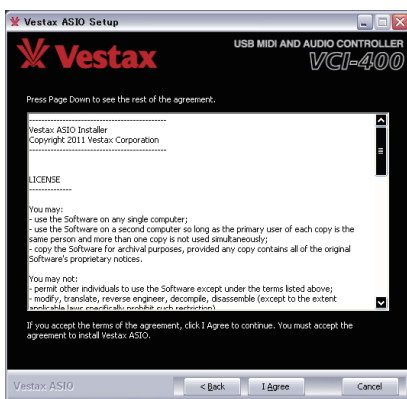 Vestax ASIO Setup
Vestax
USB MIDI AND AUDIO CONTROLLER
VCI-400
Press Page Down to see the rest of the agreement.
----------------------------------------------
Vestax ASIO Installer
Copyright 2011 Vestax Corporation
----------------------------------------------
LICENSE
--------------
You may:
- use the Software on any single computer;
- use the Software on a second computer so long as the primary user of each copy is the
same person and more than one copy is not used simultaneously;
- copy the Software for archival purposes, provided any copy contains all of the original
Software's proprietary notices.
You may not:
- permit other individuals to use the Software except under the terms listed above;
- modify, translate, reverse engineer, decompile, disassemble (except to the extent
applicable laws specifically prohibit such restriction)
If you accept the terms of the agreement, click I Agree to continue. You must accept the
agreement to install Vestax ASIO.
Vestax ASIO
< Back
I Agree
Cancel